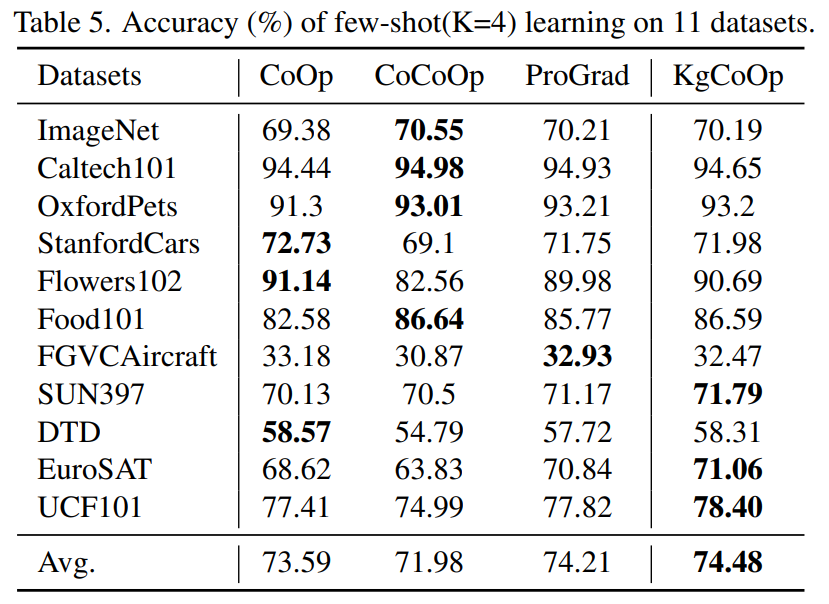 Table 5. Accuracy (%) of few-shot(K=4) learning on 11 datasets.
Datasets CoOp CoCoOp ProGrad KgCoOp
ImageNet 69.38 70.55 70.21 70.19
Caltech101 94.44 94.98 94.93 94.65
OxfordPets 91.3 93.01 93.21 93.2
StanfordCars 72.73 69.1 71.75 71.98
Flowers102 91.14 82.56 89.98 90.69
Food101 82.58 86.64 85.77 86.59
FGVCAircraft 33.18 30.87 32.93 32.47
SUN397 70.13 70.5 71.17 71.79
DTD 58.57 54.79 57.72 58.31
EuroSAT 68.62 63.83 70.84 71.06
UCF101 77.41 74.99 77.82 78.40
Avg. 73.59 71.98 74.21 74.48